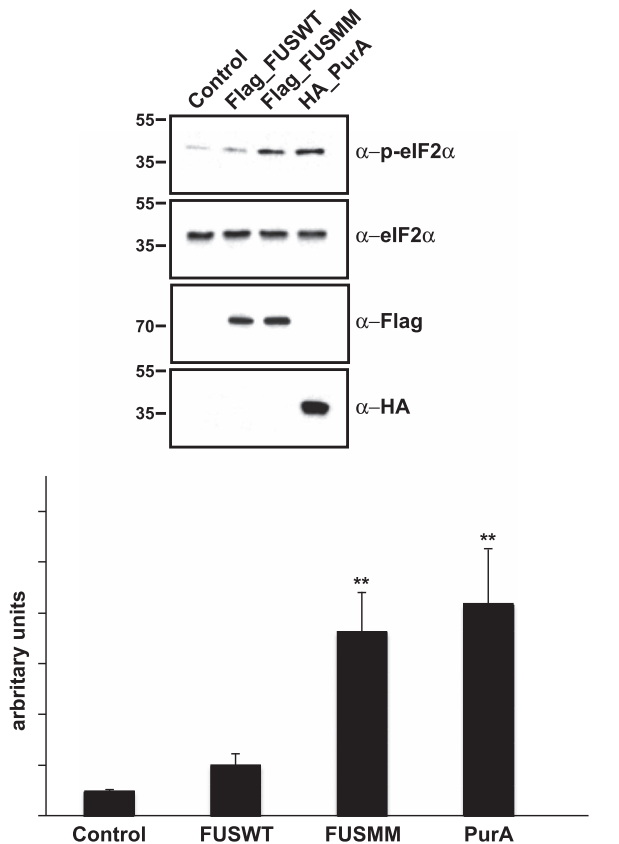 Control
Flag_FUSWT
Flag_FUSMM
HA_PurA
55
35
α–p-eIF2α
55
35
α–eIF2α
70
α–Flag
55
35
α–HA
arbritary units
**
**
Control FUSWT FUSMM PurA